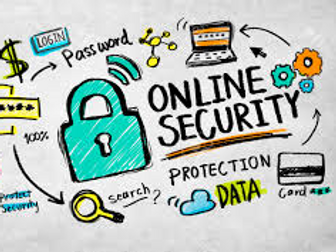 $
LOGIN
Password
****
ONLINE
SECURITY
100%
PROTECTION
Protect
Security
search?
DATA
Card